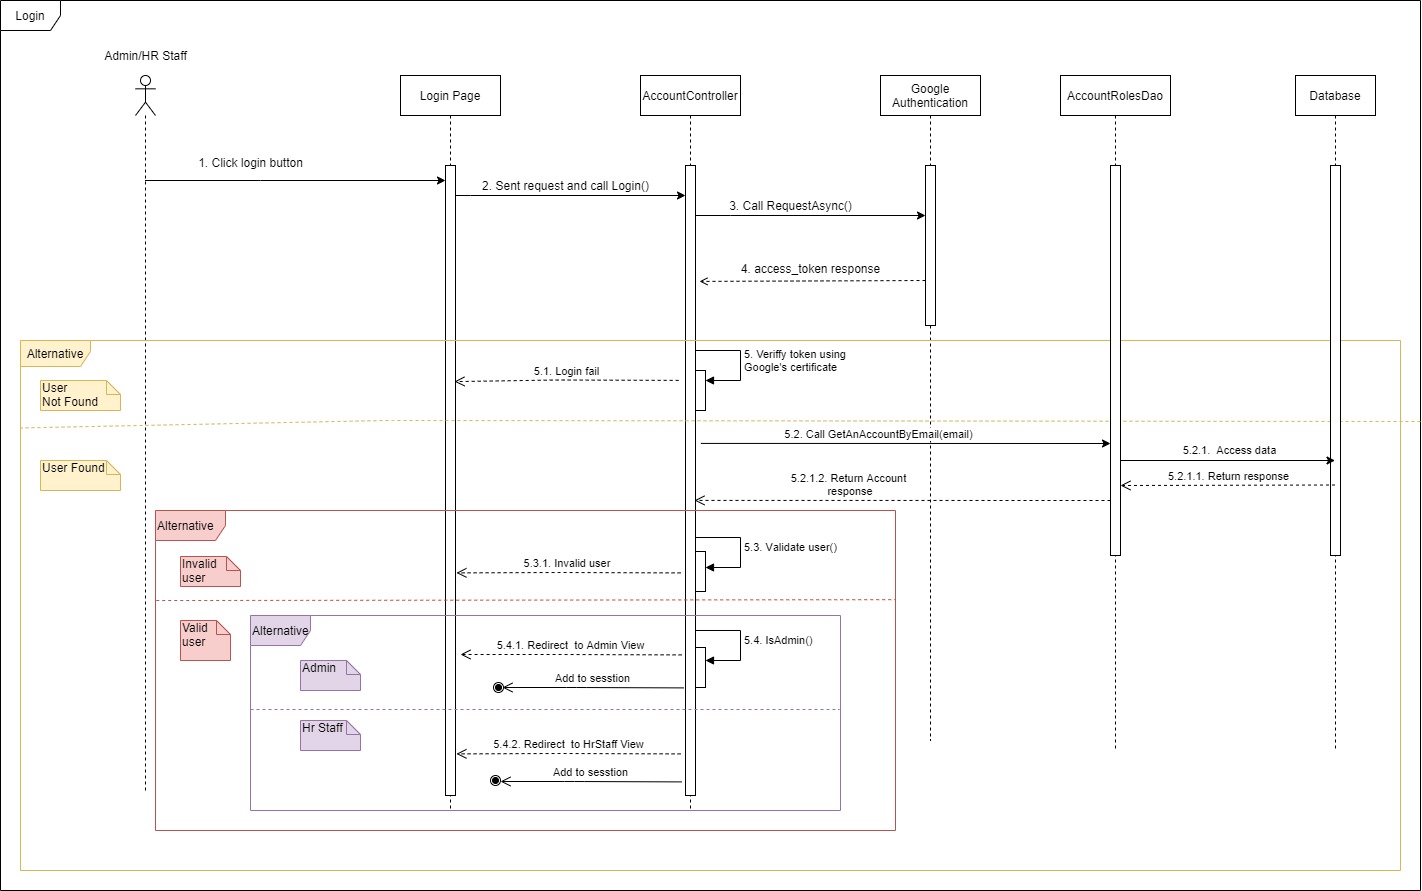 Login
Admin/HR Staff
Login Page
AccountController
Google
Authentication
AccountRolesDao
Database
1. Click login button
2. Sent request and call Login()
3. Call RequestAsync()
4. access_token response
Alternative
5. Veriffy token using
Google's certificate
5.1. Login fail
User
Not Found
5.2. Call GetAnAccountByEmail(email)
5.2.1.  Access data
User Found
5.2.1.1. Return response
5.2.1.2. Return Account
response
Alternative
5.3. Validate user()
5.3.1. Invalid user
Invalid
user
Valid
user
Alternative
5.4. IsAdmin()
5.4.1. Redirect  to Admin View
Admin
Add to sesstion
Hr Staff
5.4.2. Redirect  to HrStaff View
Add to sesstion